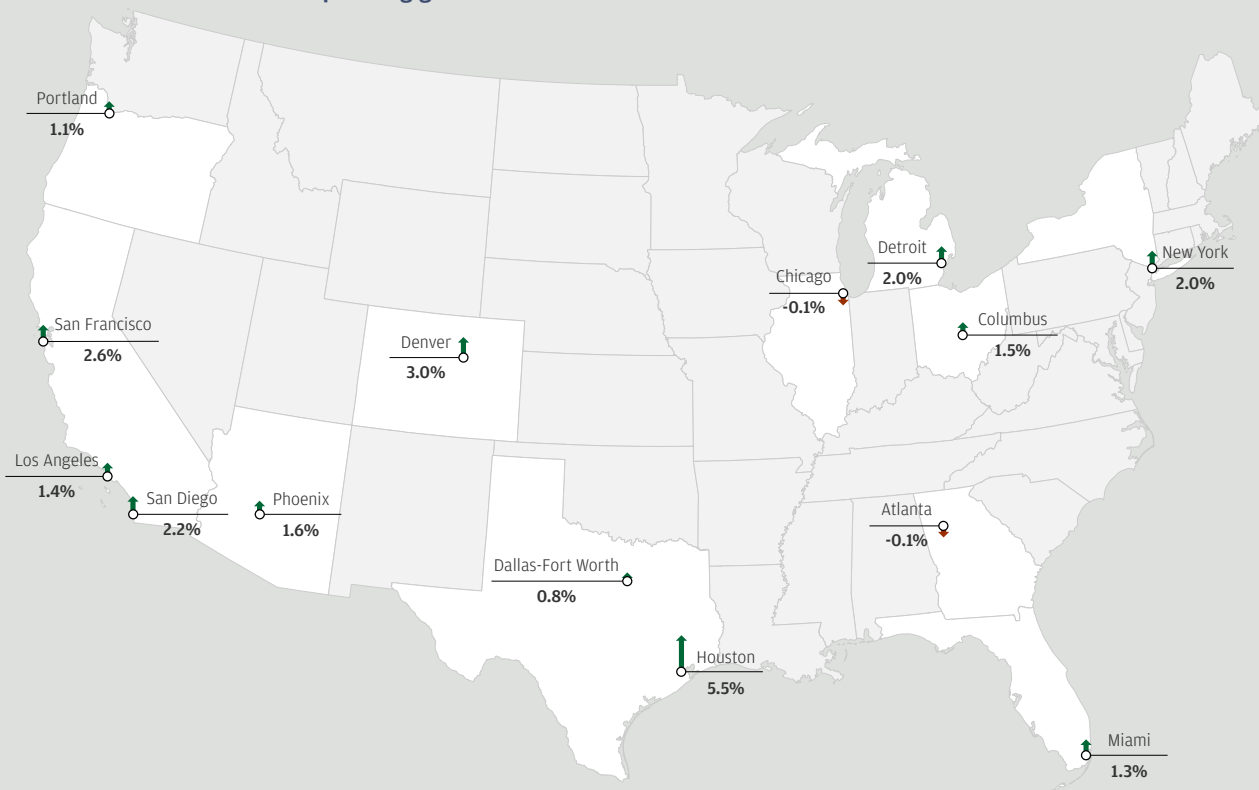 Portland
1.1%
Detroit
2.0%
New York
2.0%
Chicago
-0.1%
San Francisco
2.6%
Columbus
1.5%
Denver
3.0%
Los Angeles
1.4%
San Diego
2.2%
Phoenix
1.6%
Atlanta
-0.1%
Dallas-Fort Worth
0.8%
Houston
5.5%
Miami
1.3%